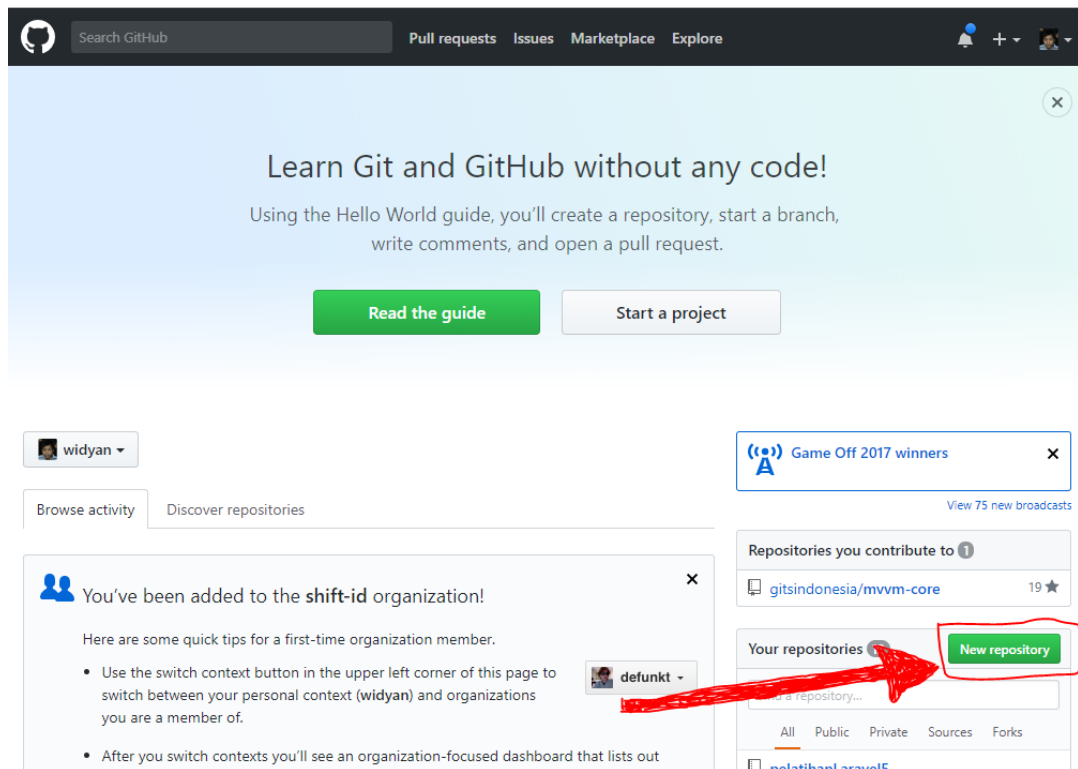 Search GitHub
Pull requests Issues Marketplace Explore
Learn Git and GitHub without any code!
Using the Hello World guide, you’ll create a repository, start a branch,
write comments, and open a pull request.
Read the guide
Start a project
widyan
Browse activity
Discover repositories
You’ve been added to the shift-id organization!
Here are some quick tips for a first-time organization member.
• Use the switch context button in the upper left corner of this page to
switch between your personal context (widyan) and organizations
you are a member of.
defunkt
• After you switch contexts you’ll see an organization-focused dashboard that lists out
Game Off 2017 winners
View 75 new broadcasts
Repositories you contribute to 1
gitsindonesia/mvvm-core 19
Your repositories
New repository
a repository...
All Public Private Sources Forks
pelatihanLaravel5